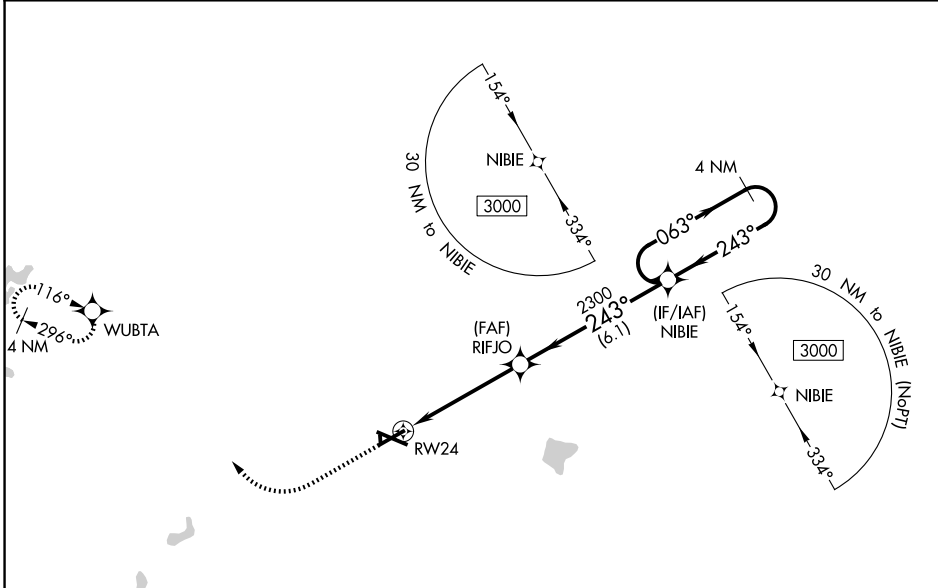 154°
NIBIE
3000
334°
30 NM to NIBIE
4 NM
063°
243°
(IF/IAF)
NIBIE
2300
243°
(6.1)
(FAF)
RIFJO
RW24
116°
296°
4 NM
WUBTA
30 NM to NIBIE (NoPT)
154°
3000
NIBIE
334°